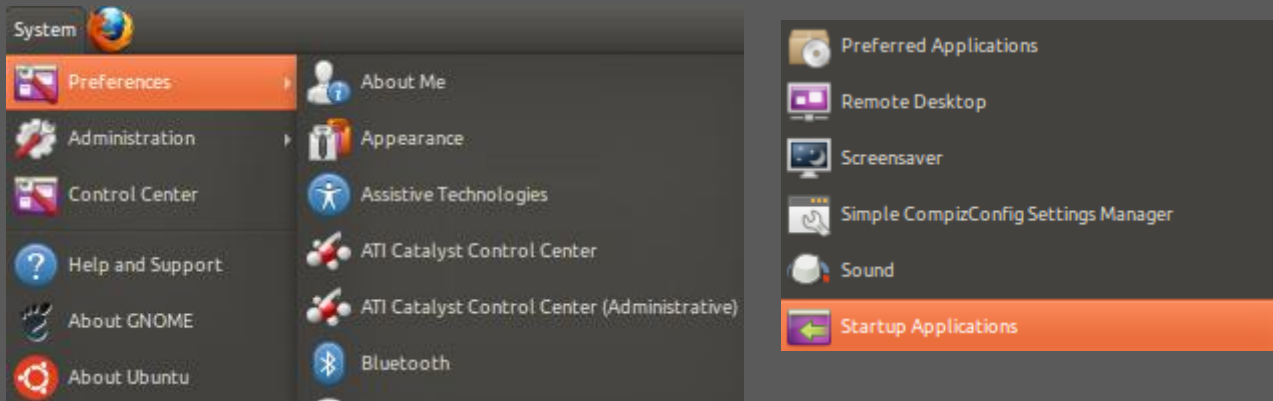 System
Preferences
Administration
Control Center
Help and Support
About GNOME
About Ubuntu
About Me
Appearance
Assistive Technologies
ATI Catalyst Control Center
ATI Catalyst Control Center (Administrative)
Bluetooth
Preferred Applications
Remote Desktop
Screensaver
Simple CompizConfig Settings Manager
Sound
Startup Applications